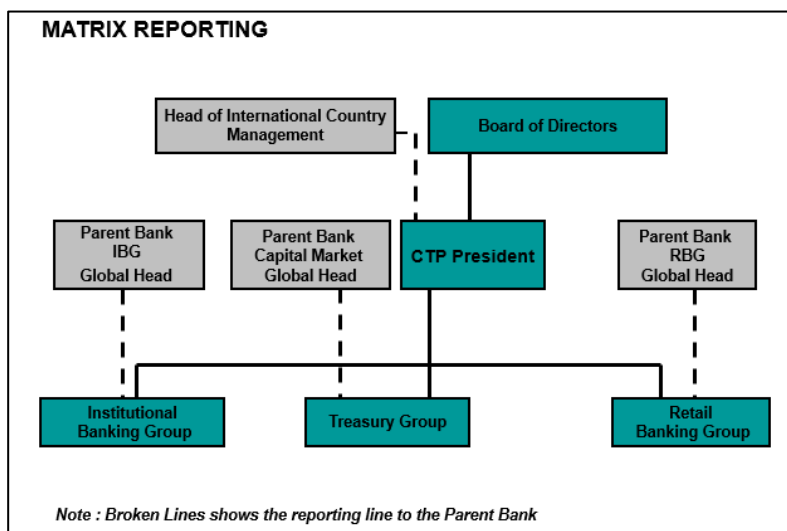 MATRIX REPORTING
Head of International Country
Management
Board of Directors
Parent Bank
IBG
Global Head
Parent Bank
Capital Market
Global Head
CTP President
Parent Bank
RBG
Global Head
Institutional
Banking Group
Treasury Group
Retail
Banking Group
Note : Broken Lines shows the reporting line to the Parent Bank